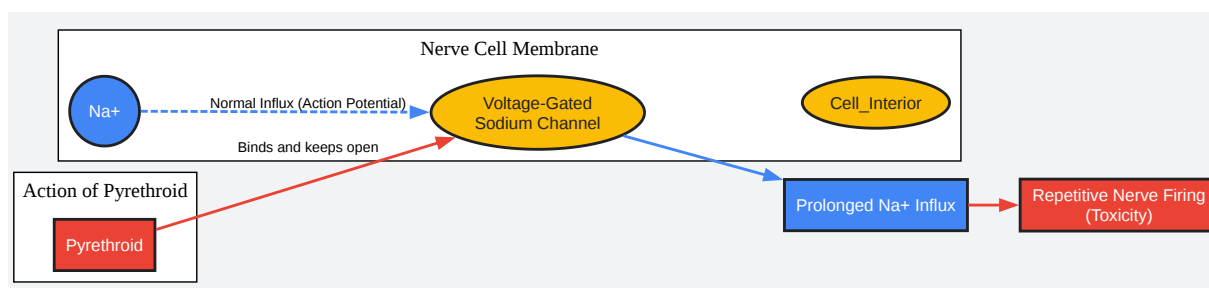 Nerve Cell Membrane
Na+
Normal Influx (Action Potential)
Voltage-Gated
Sodium Channel
Cell_Interior
Binds and keeps open
Action of Pyrethroid
Pyrethroid
Prolonged Na+ Influx
Repetitive Nerve Firing
(Toxicity)